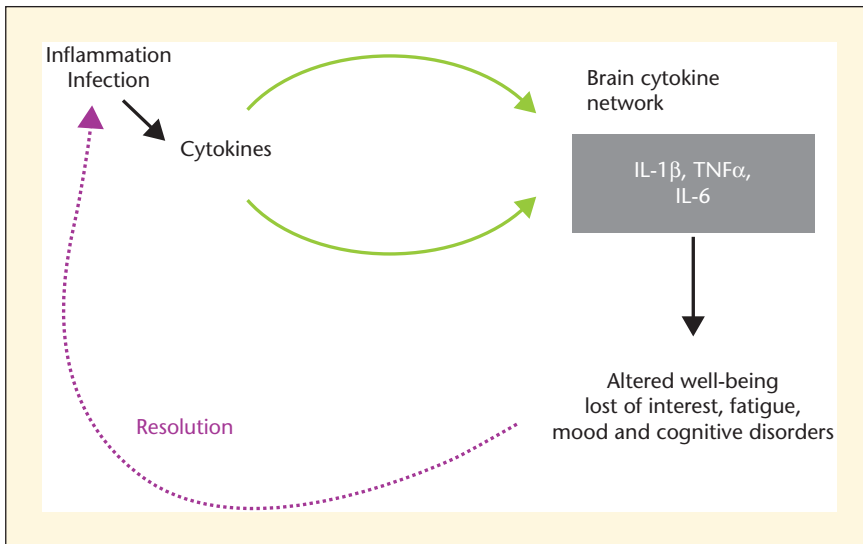 Inflammation
Infection
Cytokines
Brain cytokine
network
IL-1β, TNFα,
IL-6
Altered well-being
lost of interest, fatigue,
mood and cognitive disorders
Resolution